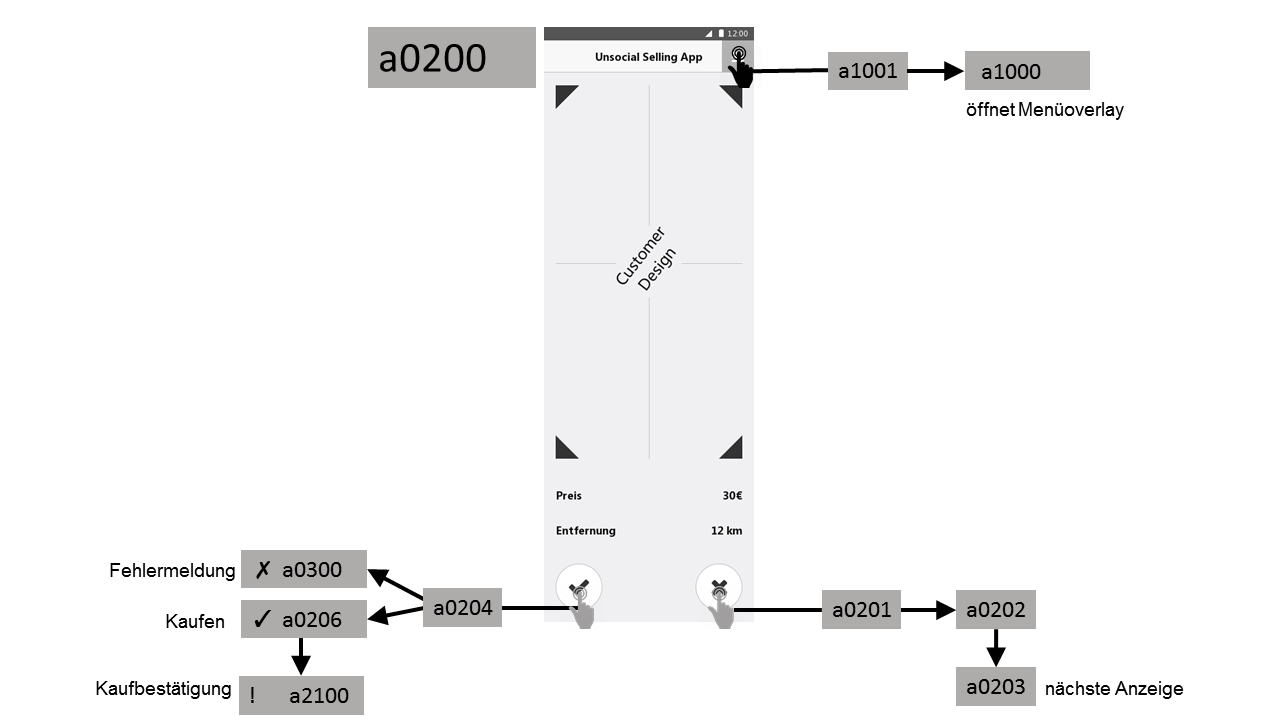 a0200
12:00
Unsocial Selling App
a1001
a1000
öffnet Menüoverlay
Customer
Design
Preis 30€
Entfernung 12 km
Fehlermeldung ✗ a0300
Kaufen ✓ a0206
Kaufbestätigung ! a2100
a0204
a0201
a0202
a0203 nächste Anzeige